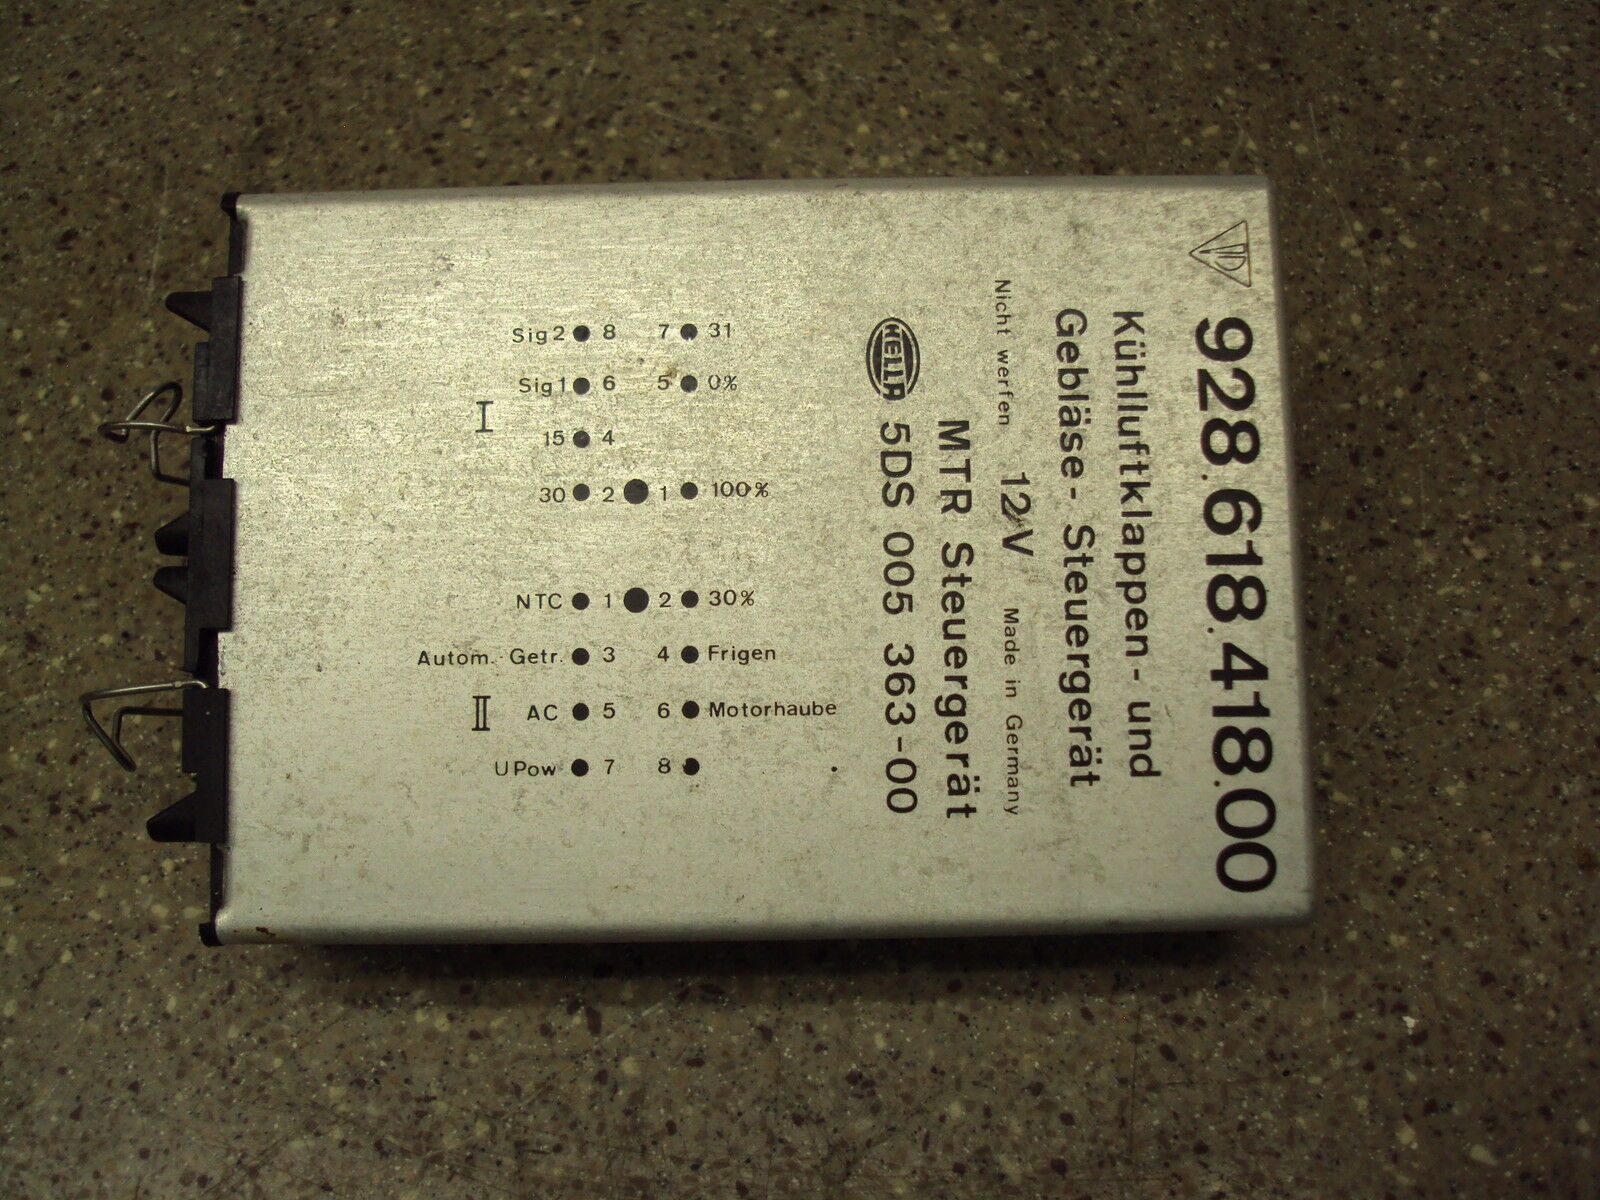 928.618.418.00
Kühlluftklappen- und
Gebläse- Steuergerät
Nicht werfen 12V Made in Germany
MTR Steuergerät
HELLA 5DS 005 363-00
Sig2 8 7 31
Sig1 6 5 0%
I
15 4
30 2 1 100%
NTC 1 2 30%
Autom. Getr. 3 4 Frigen
II AC 5 6 Motorhaube
UPow 7 8